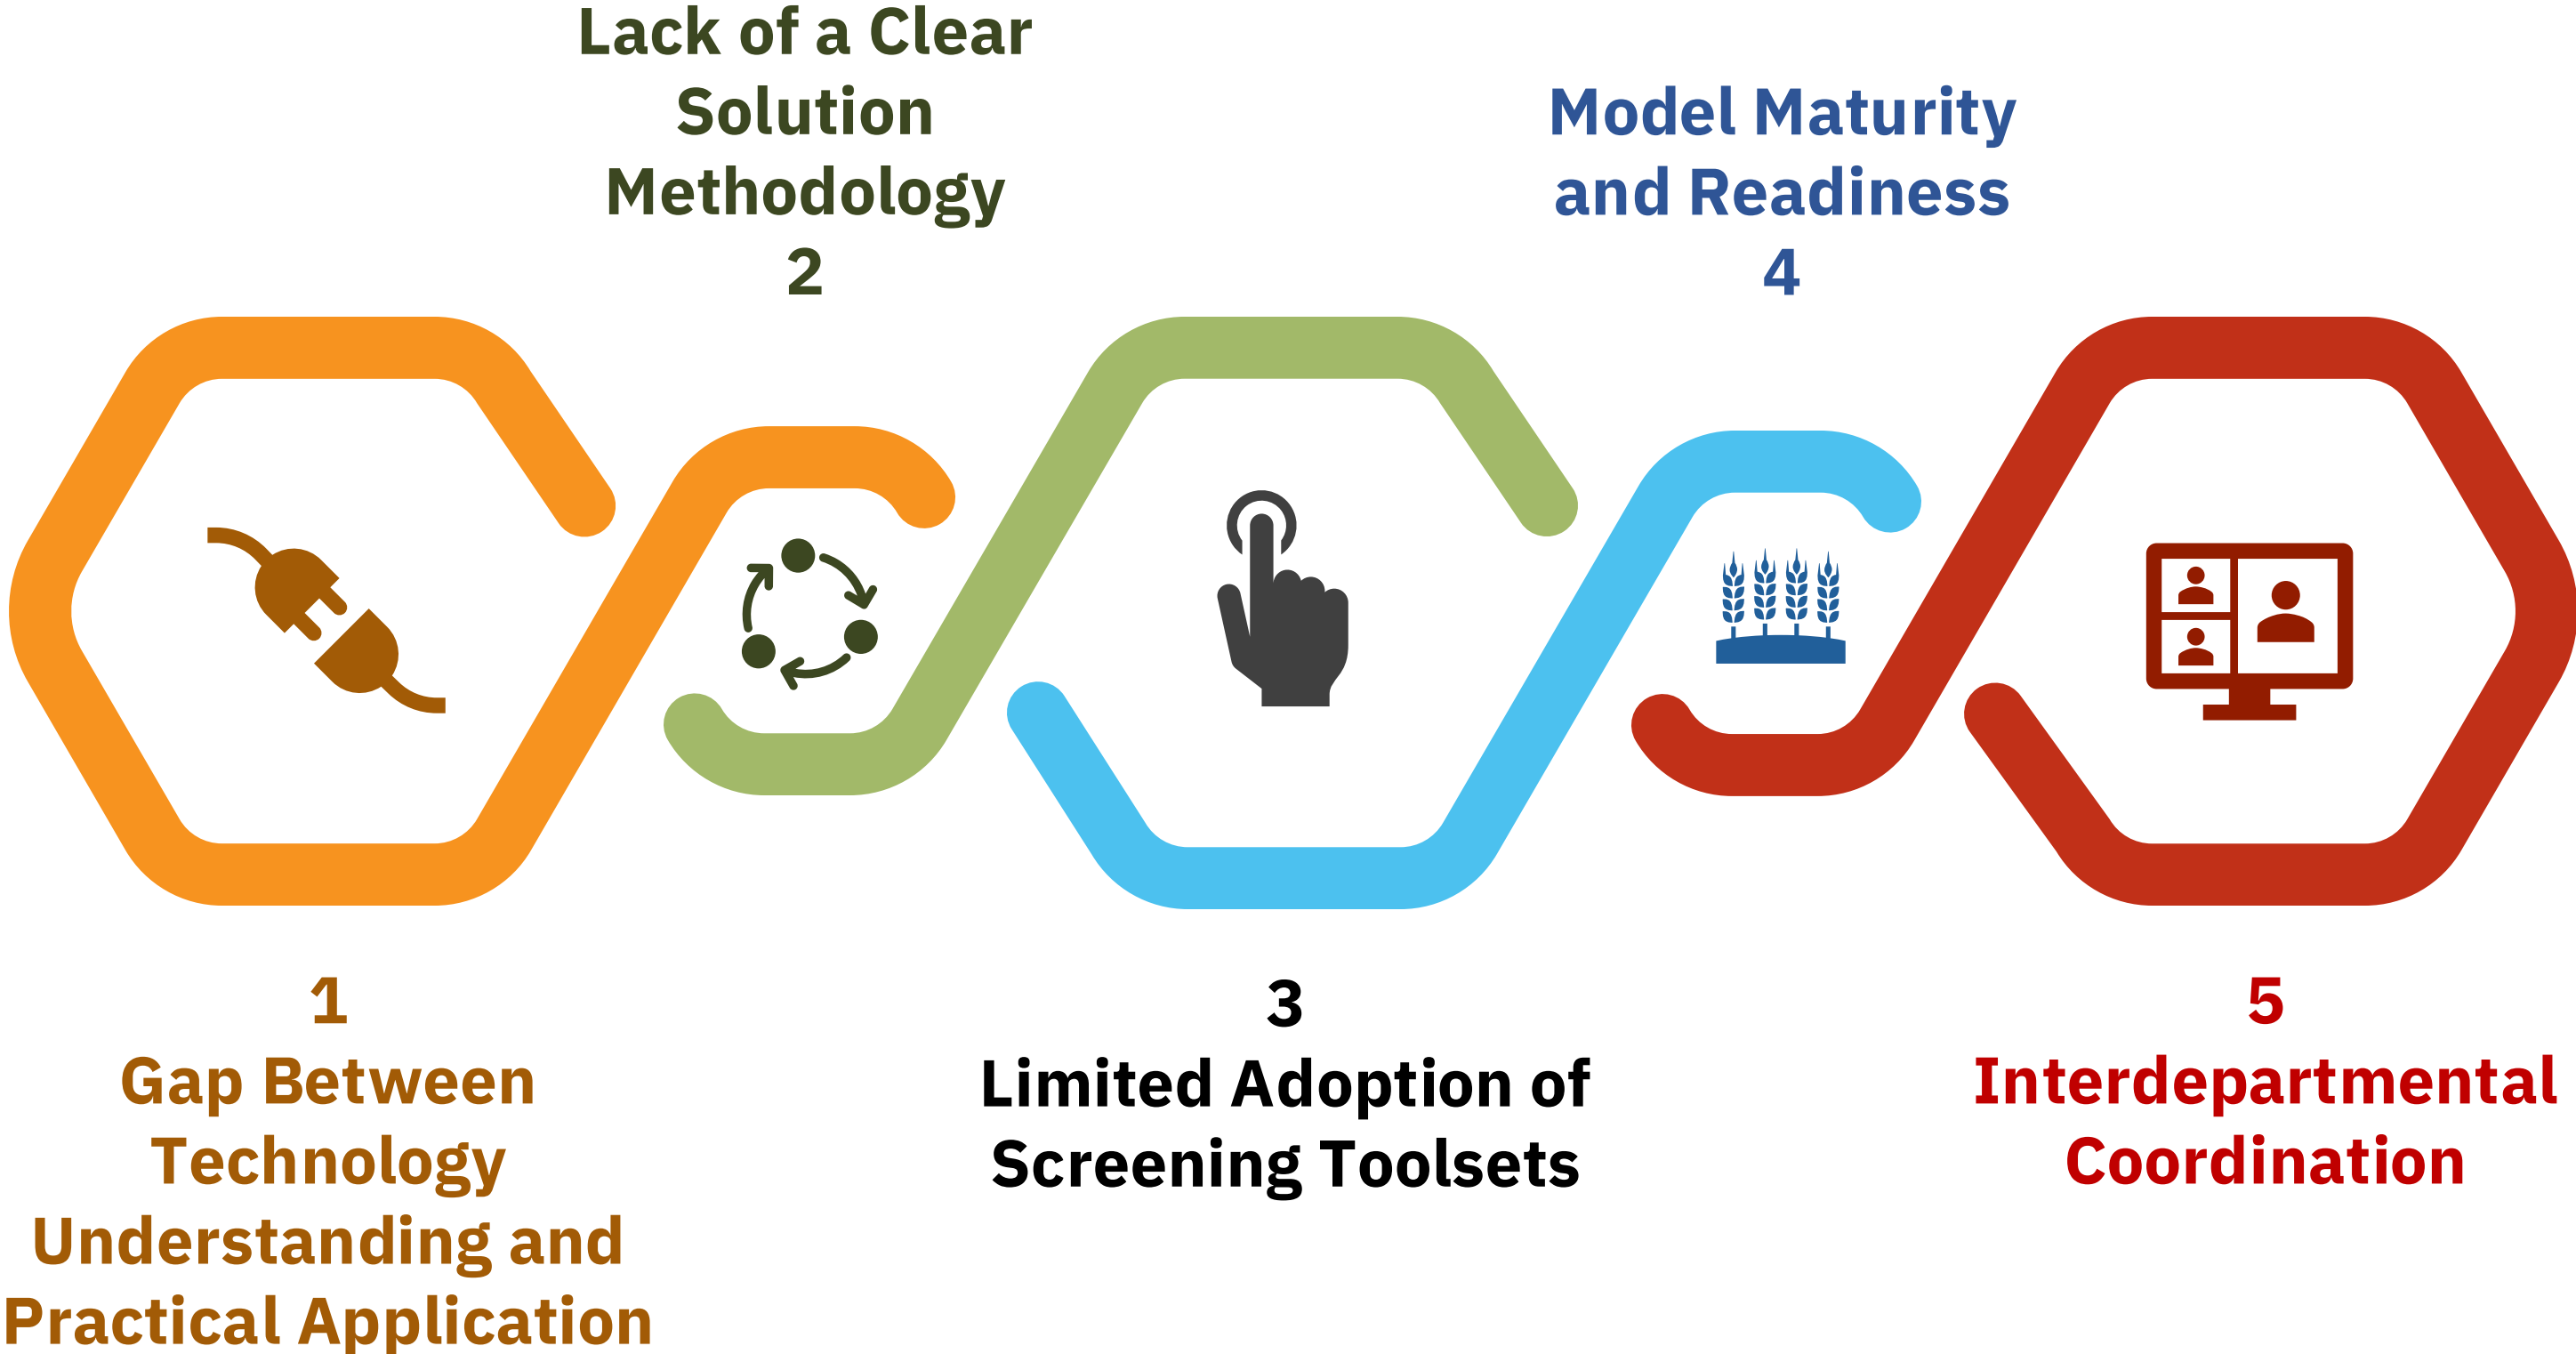 1
Gap Between
Technology
Understanding and
Practical Application
Lack of a Clear
Solution
Methodology
2
3
Limited Adoption of
Screening Toolsets
Model Maturity
and Readiness
4
5
Interdepartmental
Coordination